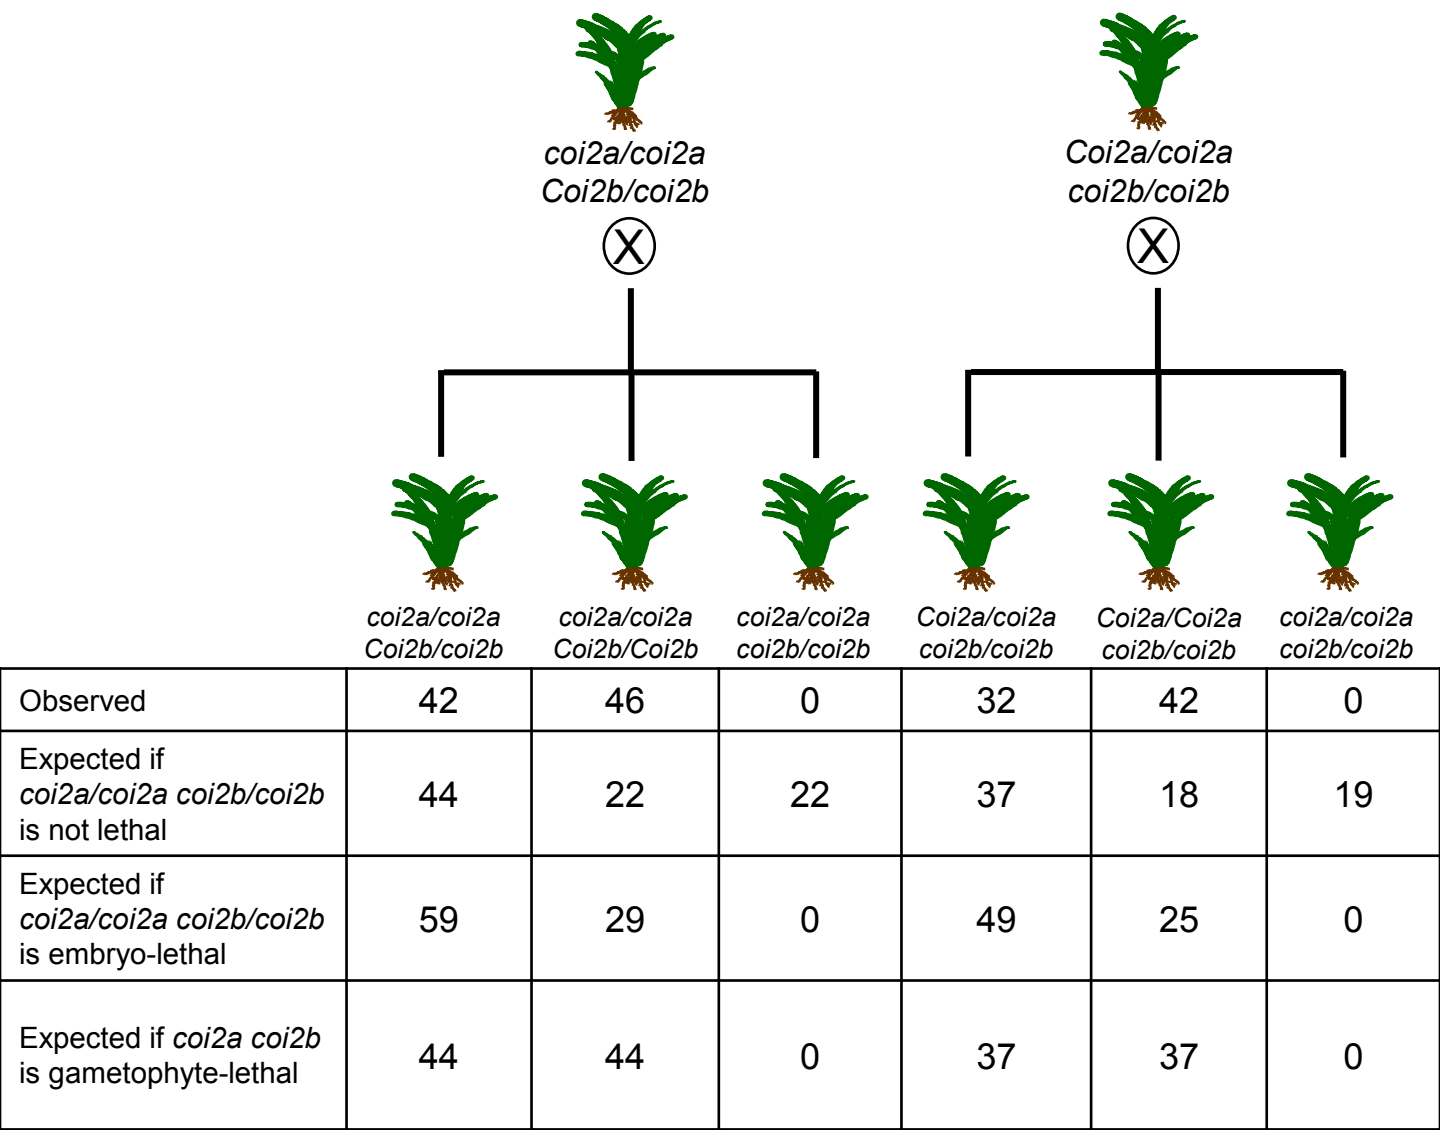 coi2a/coi2a
Coi2b/coi2b
Coi2a/coi2a
coi2b/coi2b
X
X
coi2a/coi2a
Coi2b/coi2b
coi2a/coi2a
Coi2b/Coi2b
coi2a/coi2a
coi2b/coi2b
Coi2a/coi2a
coi2b/coi2b
Coi2a/Coi2a
coi2b/coi2b
coi2a/coi2a
coi2b/coi2b
Observed 42 46 0 32 42 0
Expected if
coi2a/coi2a coi2b/coi2b
is not lethal
44 22 22 37 18 19
Expected if
coi2a/coi2a coi2b/coi2b
is embryo-lethal
59 29 0 49 25 0
Expected if coi2a coi2b
is gametophyte-lethal
44 44 0 37 37 0